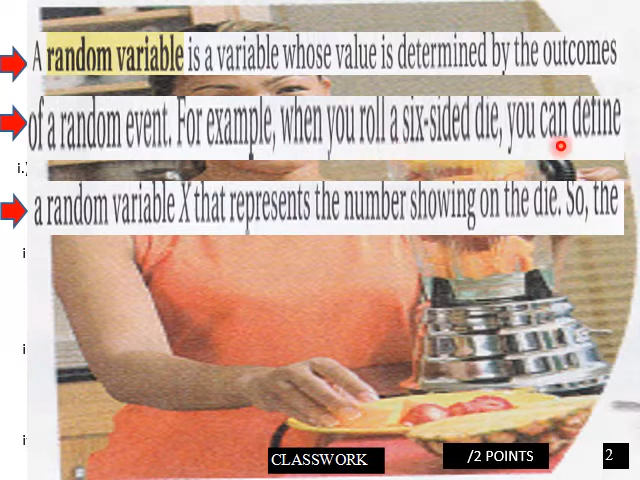 A random variable is a variable whose value is determined by the outcomes
of a random event. For example, when you roll a six-sided die, you can define
i.)
a random variable X that represents the number showing on the die. So, the
i
i
i
CLASSWORK
/2 POINTS
2